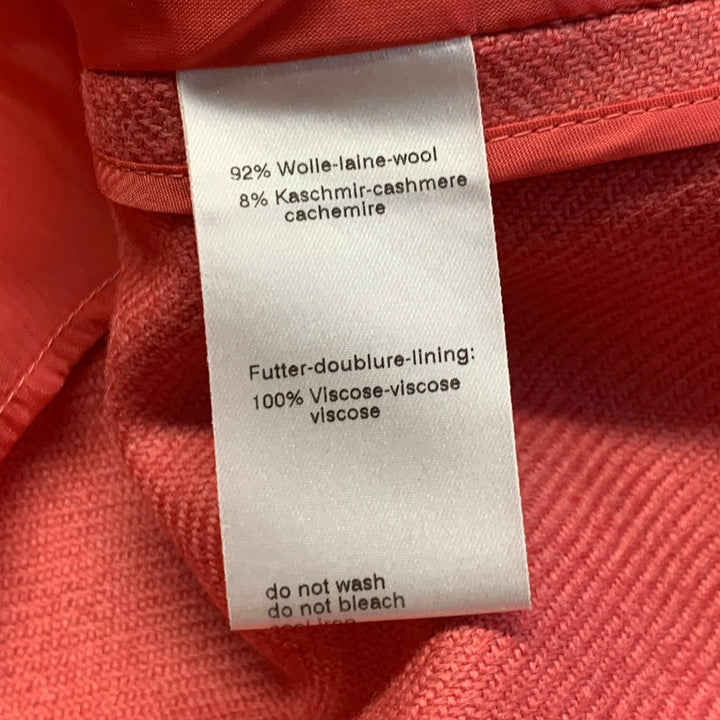 92% Wolle-laine-wool
8% Kaschmir-cashmere
cachemire
Futter-doublure-lining:
100% Viscose-viscose
viscose
do not wash
do not bleach